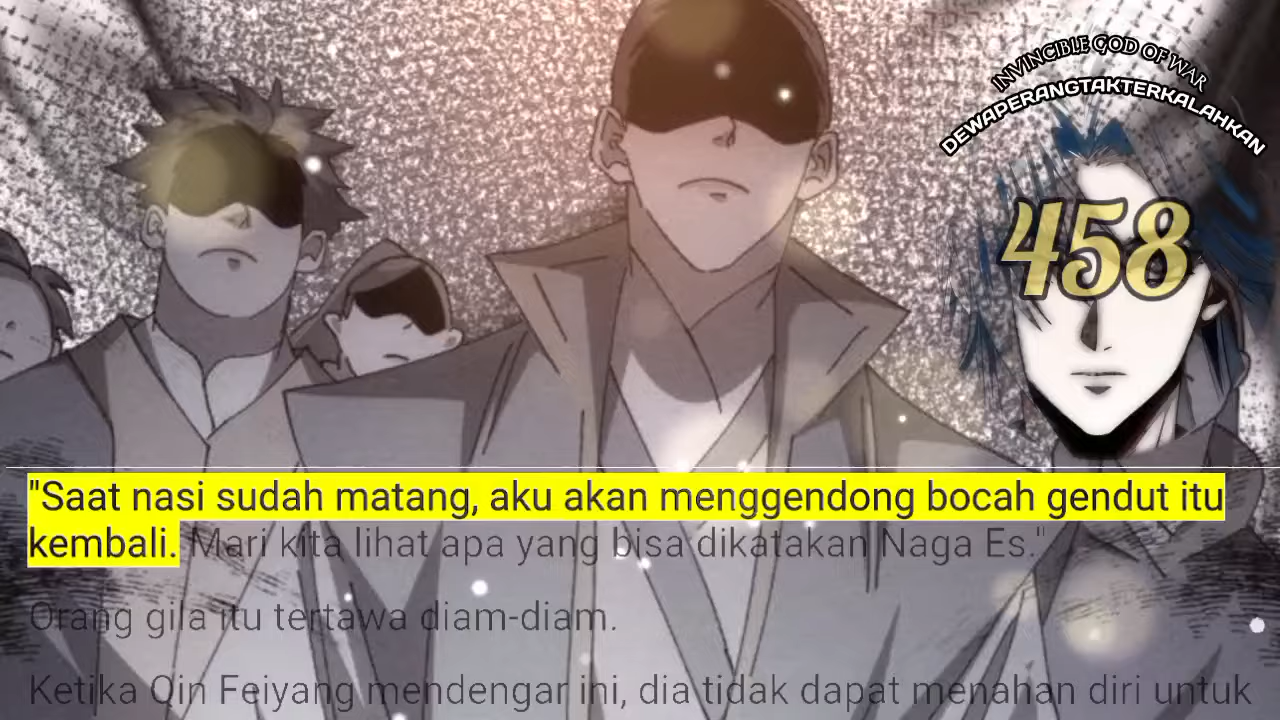 INVINCIBLE GOD OF WAR
DEWAPERANGTAKTERKALAHKAN
458
"Saat nasi sudah matang, aku akan menggendong bocah gendut itu
kembali. Mari kita lihat apa yang bisa dikatakan Naga Es."
Orang gila itu tertawa diam-diam.
Ketika Qin Feiyang mendengar ini, dia tidak dapat menahan diri untuk